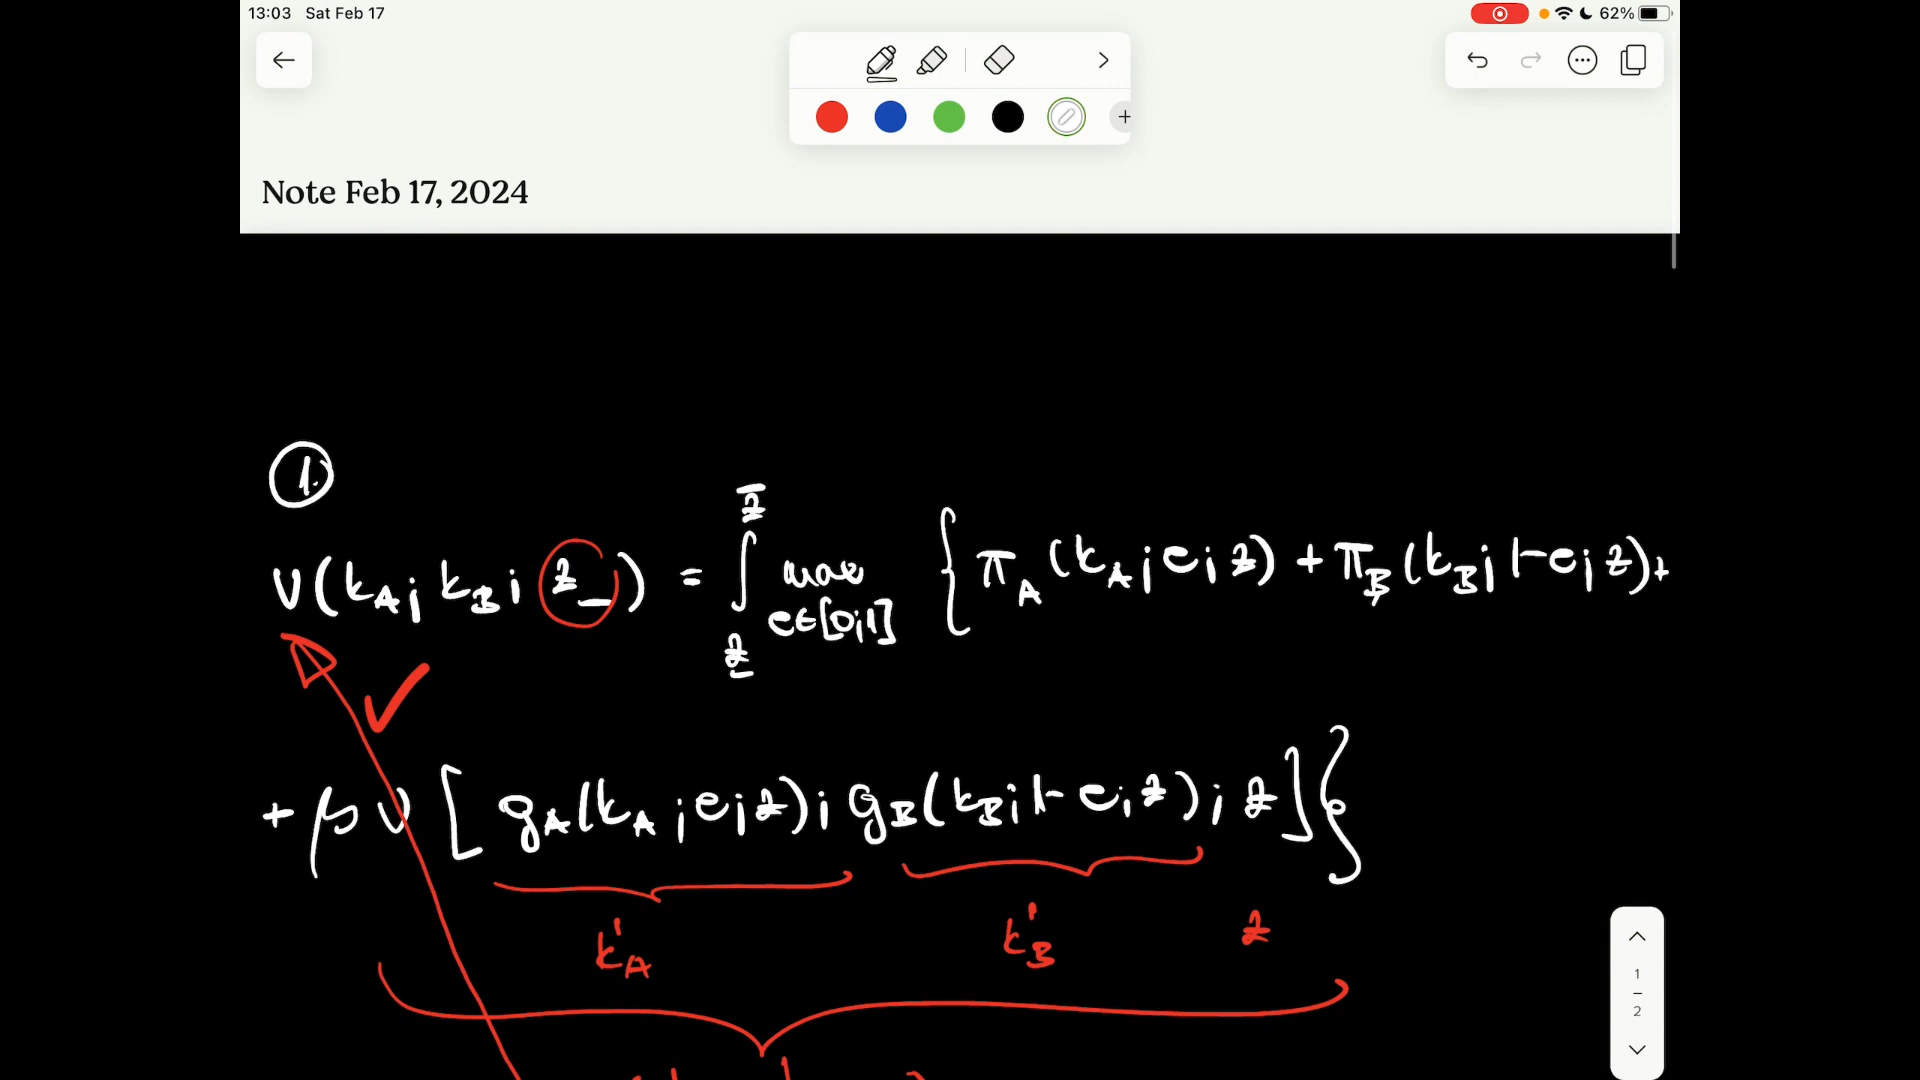 13:03 Sat Feb 17 62%
Note Feb 17, 2024
1.
V(k_A; k_B; z_) = ∫_{z̲}^{z̄} max_{e∈[0;1]} { π_A(k_A; e; z) + π_B(k_B; 1-e; z) +
+ β V [ g_A(k_A; e; z); g_B(k_B; 1-e; z); z ] }
k'_A k'_B z
1
2